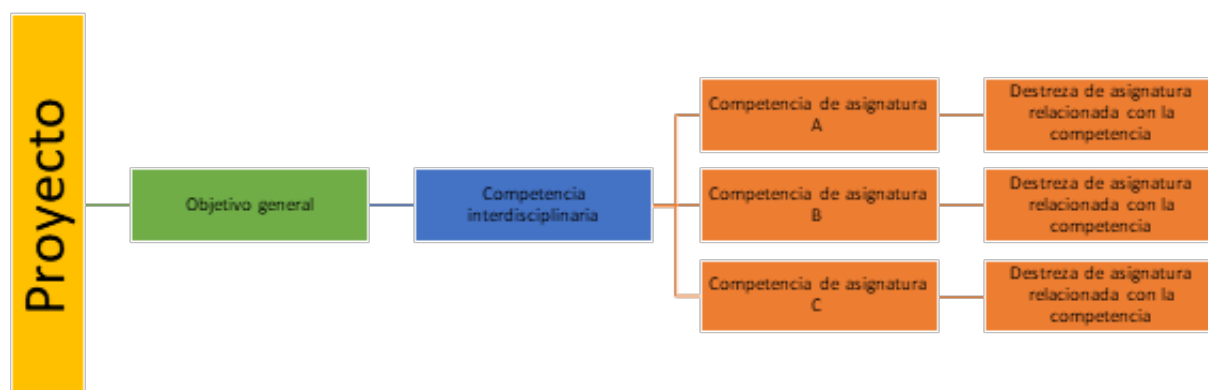 Proyecto
Objetivo general
Competencia
interdisciplinaria
Competencia de asignatura
A
Destreza de asignatura
relacionada con la
competencia
Competencia de asignatura
B
Destreza de asignatura
relacionada con la
competencia
Competencia de asignatura
C
Destreza de asignatura
relacionada con la
competencia